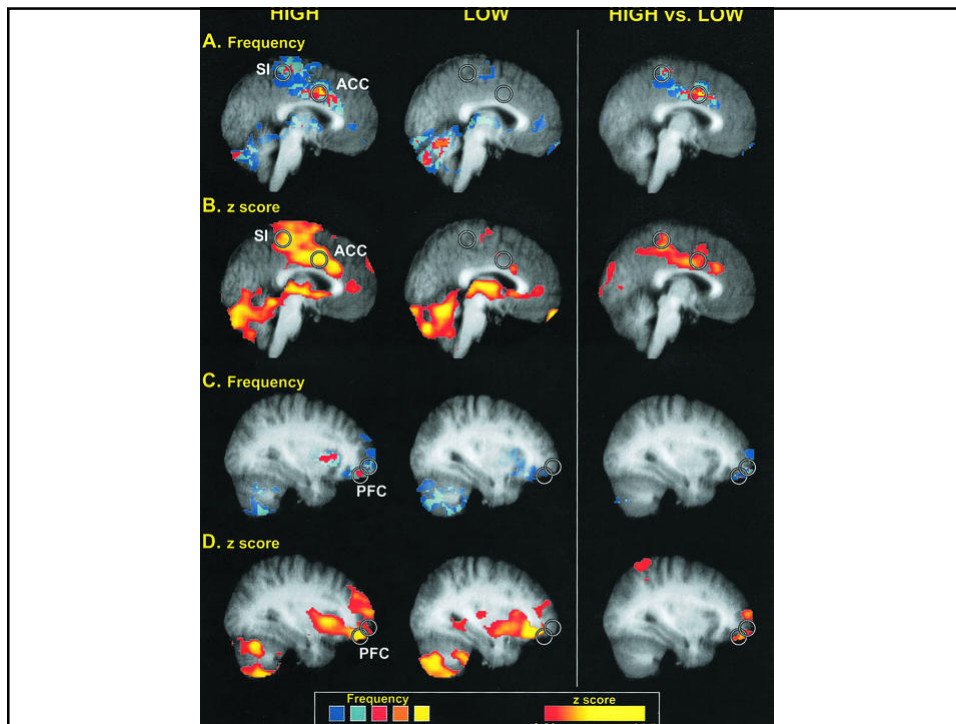 HIGH LOW HIGH vs. LOW
A. Frequency
SI
ACC
B. z score
SI
ACC
C. Frequency
PFC
D. z score
PFC
Frequency z score